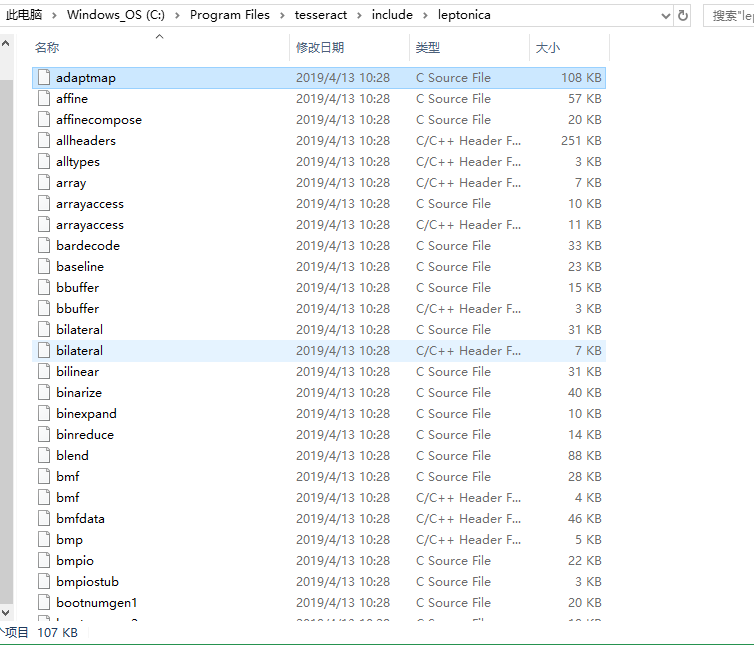 此电脑 › Windows_OS (C:) › Program Files › tesseract › include › leptonica 搜索"lep
名称 修改日期 类型 大小
adaptmap 2019/4/13 10:28 C Source File 108 KB
affine 2019/4/13 10:28 C Source File 57 KB
affinecompose 2019/4/13 10:28 C Source File 20 KB
allheaders 2019/4/13 10:28 C/C++ Header F... 251 KB
alltypes 2019/4/13 10:28 C/C++ Header F... 3 KB
array 2019/4/13 10:28 C/C++ Header F... 7 KB
arrayaccess 2019/4/13 10:28 C Source File 10 KB
arrayaccess 2019/4/13 10:28 C/C++ Header F... 11 KB
bardecode 2019/4/13 10:28 C Source File 33 KB
baseline 2019/4/13 10:28 C Source File 23 KB
bbuffer 2019/4/13 10:28 C Source File 15 KB
bbuffer 2019/4/13 10:28 C/C++ Header F... 3 KB
bilateral 2019/4/13 10:28 C Source File 31 KB
bilateral 2019/4/13 10:28 C/C++ Header F... 7 KB
bilinear 2019/4/13 10:28 C Source File 31 KB
binarize 2019/4/13 10:28 C Source File 40 KB
binexpand 2019/4/13 10:28 C Source File 10 KB
binreduce 2019/4/13 10:28 C Source File 14 KB
blend 2019/4/13 10:28 C Source File 88 KB
bmf 2019/4/13 10:28 C Source File 28 KB
bmf 2019/4/13 10:28 C/C++ Header F... 4 KB
bmfdata 2019/4/13 10:28 C/C++ Header F... 46 KB
bmp 2019/4/13 10:28 C/C++ Header F... 5 KB
bmpio 2019/4/13 10:28 C Source File 22 KB
bmpiostub 2019/4/13 10:28 C Source File 3 KB
bootnumgen1 2019/4/13 10:28 C Source File 20 KB
项目 107 KB